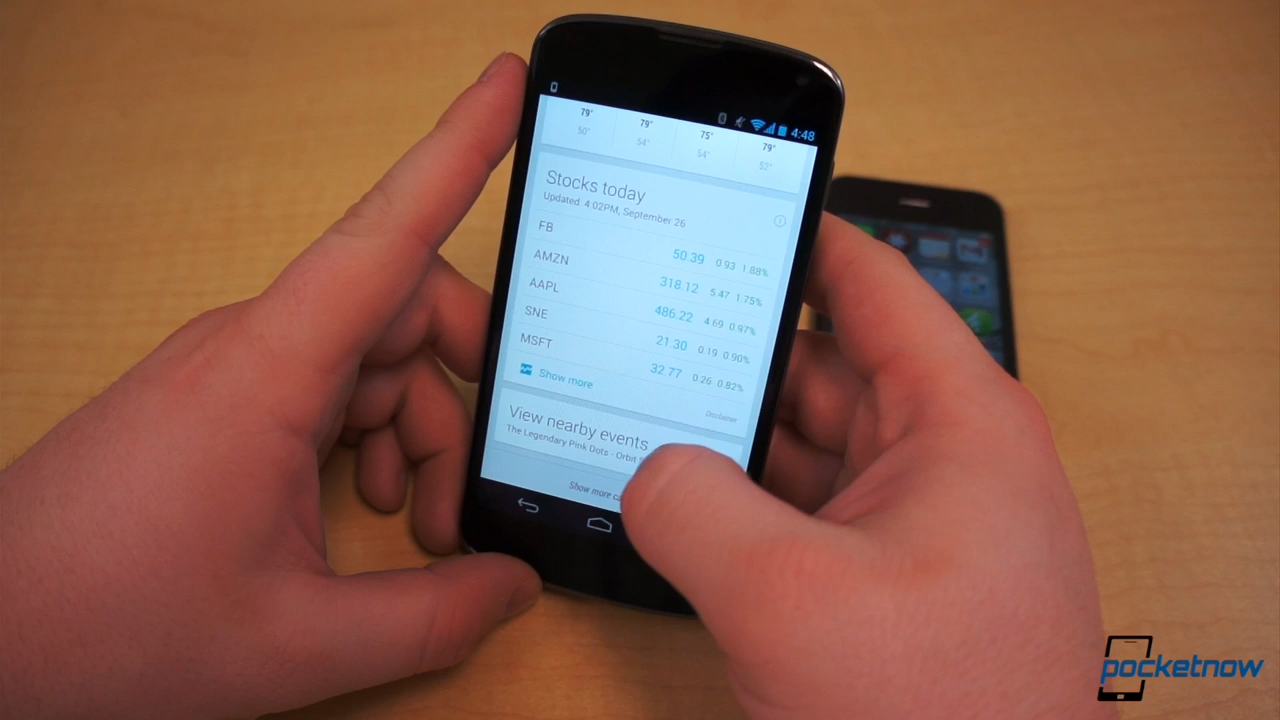 4:48
79° 79° 75° 79°
50° 54° 54° 52°
Stocks today
Updated: 4:02PM, September 26
FB 50.39 0.93 1.88%
AMZN 318.12 5.47 1.75%
AAPL 486.22 4.69 0.97%
SNE 21.30 0.19 0.90%
MSFT 32.77 0.26 0.82%
Show more
Disclaimer
View nearby events
The Legendary Pink Dots - Orbit
Show more
pocketnow